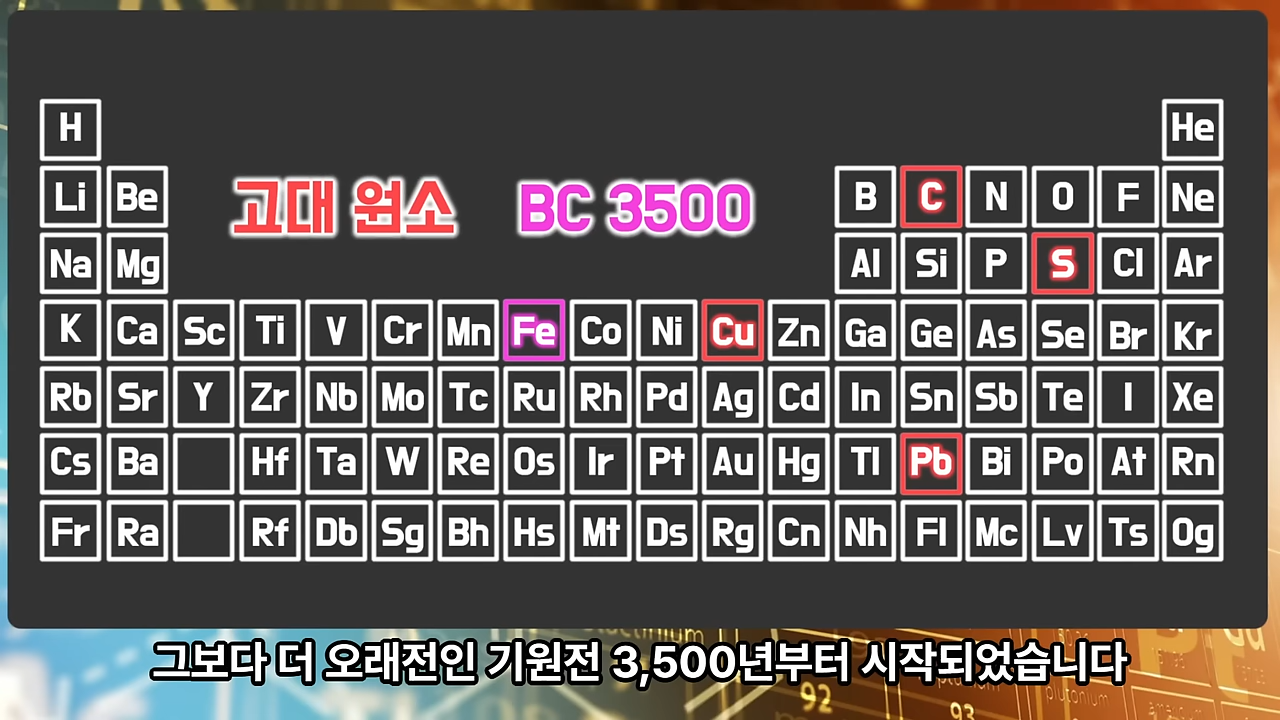 H He
Li Be 고대 원소 BC 3500 B C N O F Ne
Na Mg Al Si P S Cl Ar
K Ca Sc Ti V Cr Mn Fe Co Ni Cu Zn Ga Ge As Se Br Kr
Rb Sr Y Zr Nb Mo Tc Ru Rh Pd Ag Cd In Sn Sb Te I Xe
Cs Ba Hf Ta W Re Os Ir Pt Au Hg Tl Pb Bi Po At Rn
Fr Ra Rf Db Sg Bh Hs Mt Ds Rg Cn Nh Fl Mc Lv Ts Og
그보다 더 오래전인 기원전 3,500년부터 시작되었습니다
92
93
plutonium